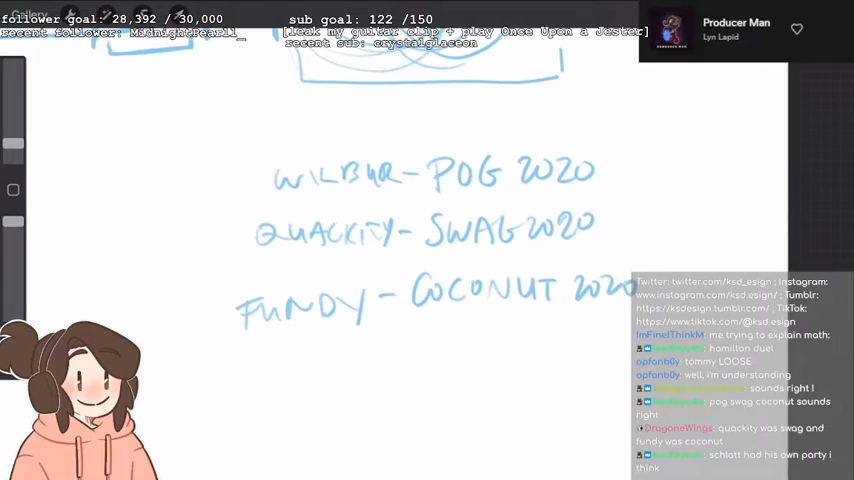 follower goal: 28,392 / 30,000
sub goal: 122 /150
recent follower: MidnightPearll_
[leak my guitar clip + play Once Upon a Jester]
recent sub: crystalglaceon
Producer Man
Lyn Lapid
WILBUR - POG 2020
QUACKITY - SWAG 2020
FUNDY - COCONUT 2020
Twitter: twitter.com/ksd_esign ; Instagram:
www.instagram.com/ksd.esign/ ; Tumblr:
https://ksdesign.tumblr.com/ ; TikTok:
https://www.tiktok.com/@ksd.esign
ImFineIThinkM: me trying to explain math:
: hamilton duel
opfanb0y: tommy LOOSE
opfanb0y: well, i'm understanding
: sounds right !
: pog swag coconut sounds
right
DragoneWings: quackity was swag and
fundy was coconut
: schlatt had his own party i
think